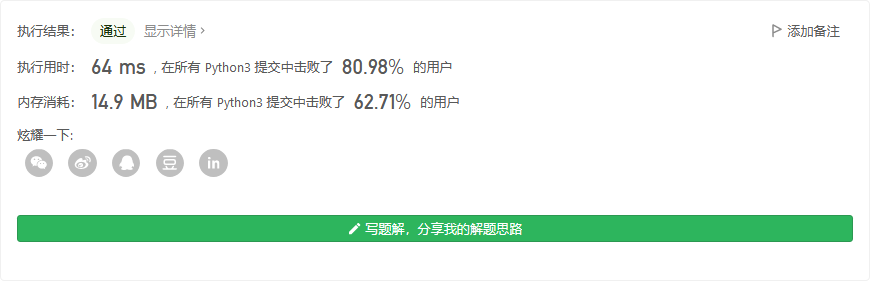 执行结果： 通过 显示详情 › 添加备注
执行用时： 64 ms , 在所有 Python3 提交中击败了 80.98% 的用户
内存消耗： 14.9 MB , 在所有 Python3 提交中击败了 62.71% 的用户
炫耀一下:
豆 in
写题解，分享我的解题思路